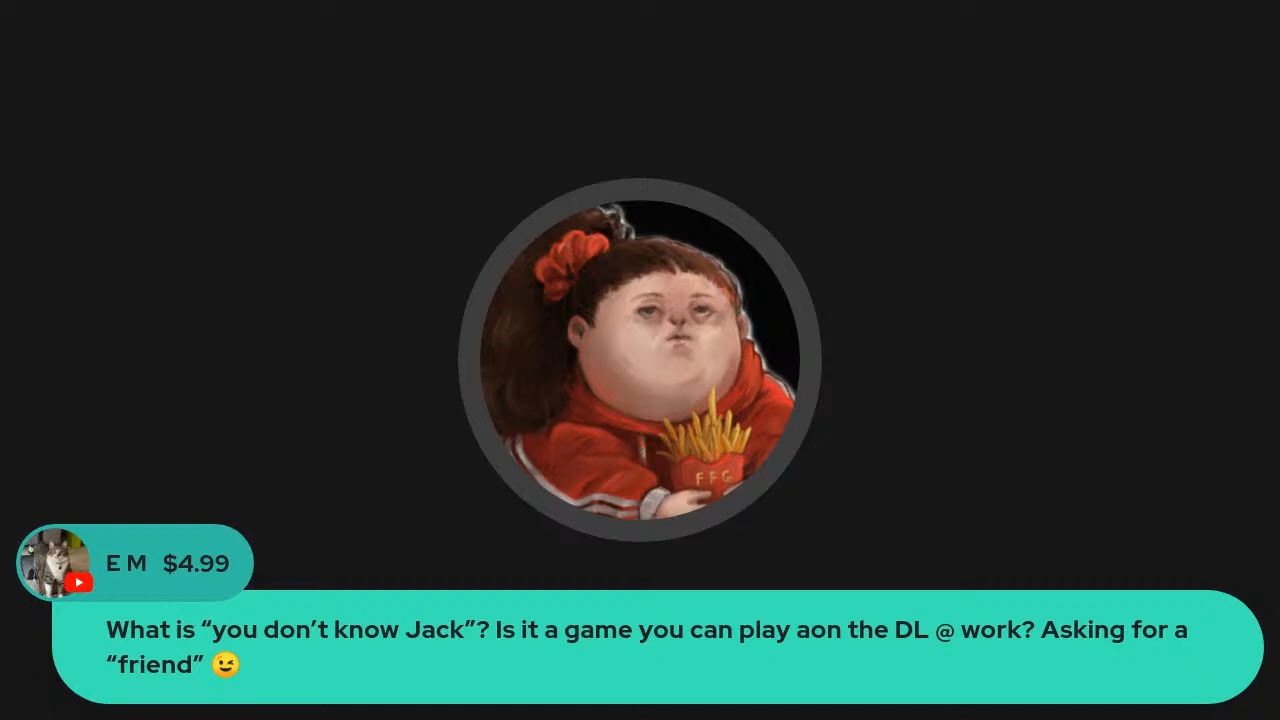 FFG
E M $4.99
What is “you don’t know Jack”? Is it a game you can play aon the DL @ work? Asking for a
“friend” 😉